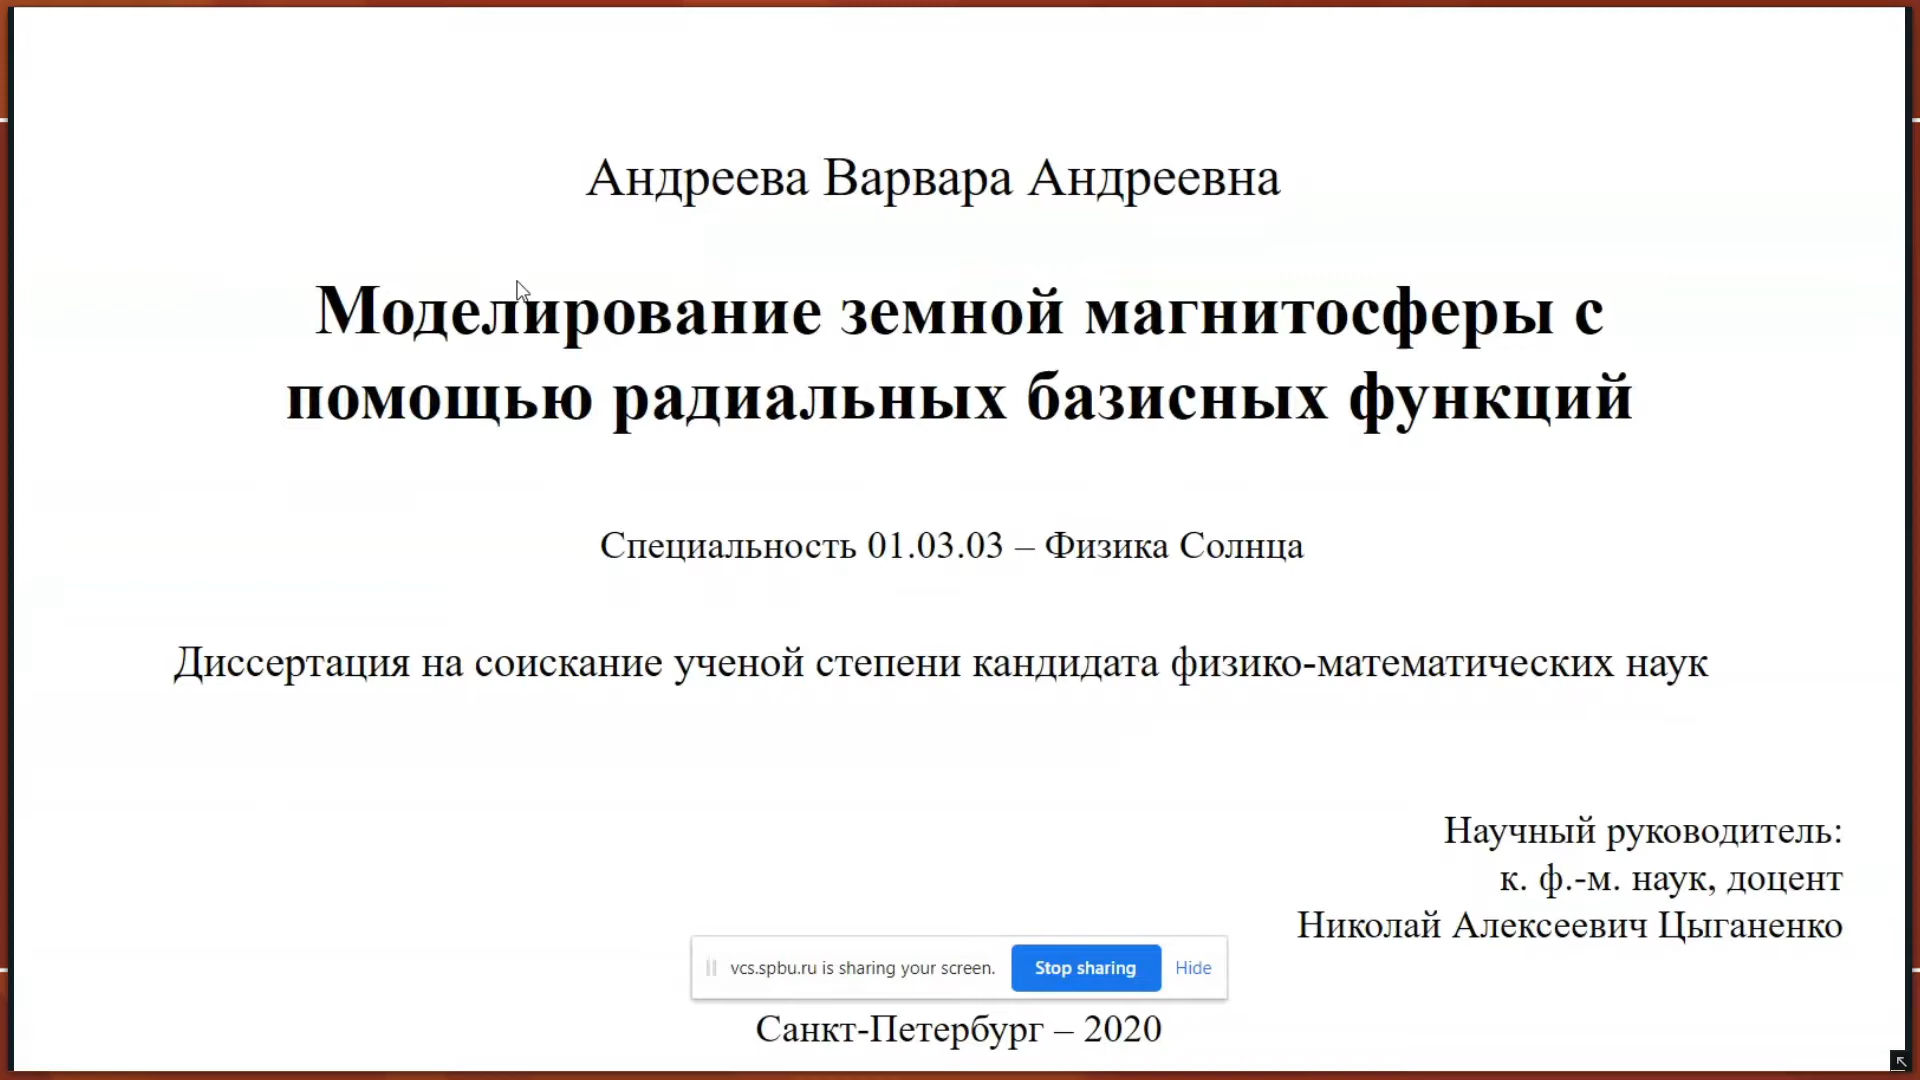 Андреева Варвара Андреевна
Моделирование земной магнитосферы с
помощью радиальных базисных функций
Специальность 01.03.03 – Физика Солнца
Диссертация на соискание ученой степени кандидата физико-математических наук
Научный руководитель:
к. ф.-м. наук, доцент
Николай Алексеевич Цыганенко
vcs.spbu.ru is sharing your screen. Stop sharing Hide
Санкт-Петербург – 2020